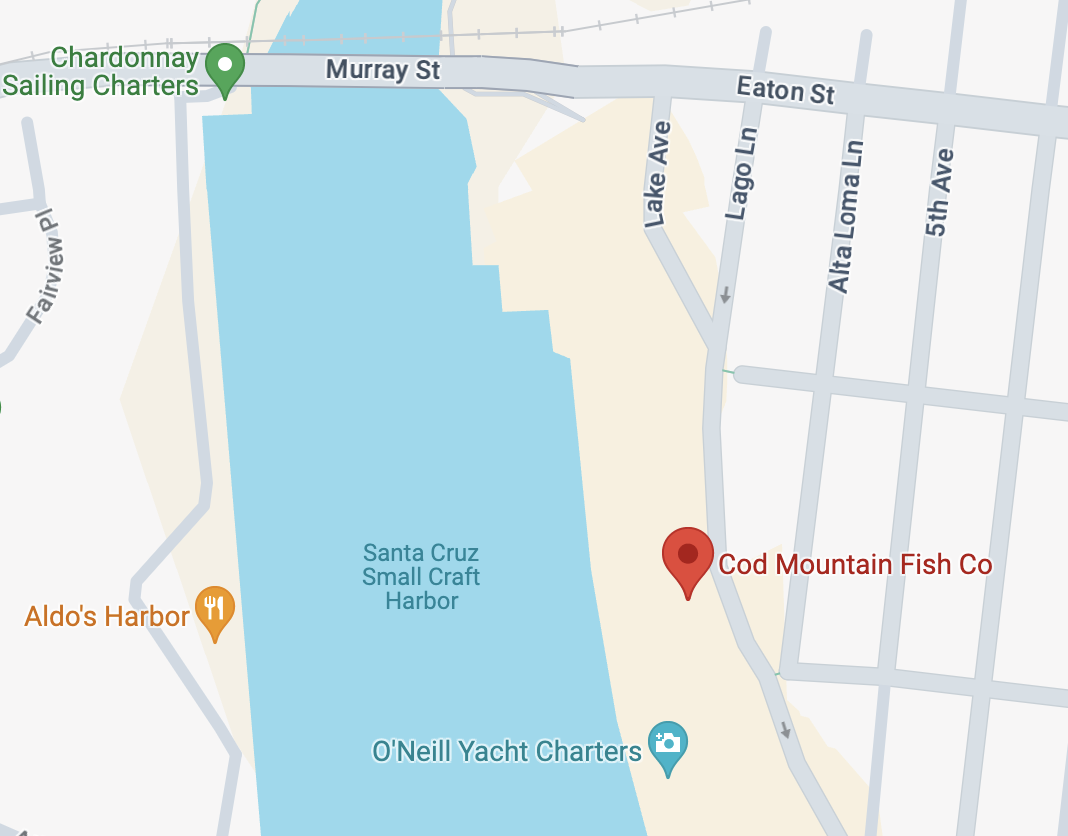 Chardonnay
Sailing Charters
Murray St
Eaton St
Lake Ave
Lago Ln
Alta Loma Ln
5th Ave
Fairview Pl
Santa Cruz
Small Craft
Harbor
Cod Mountain Fish Co
Aldo's Harbor
O'Neill Yacht Charters